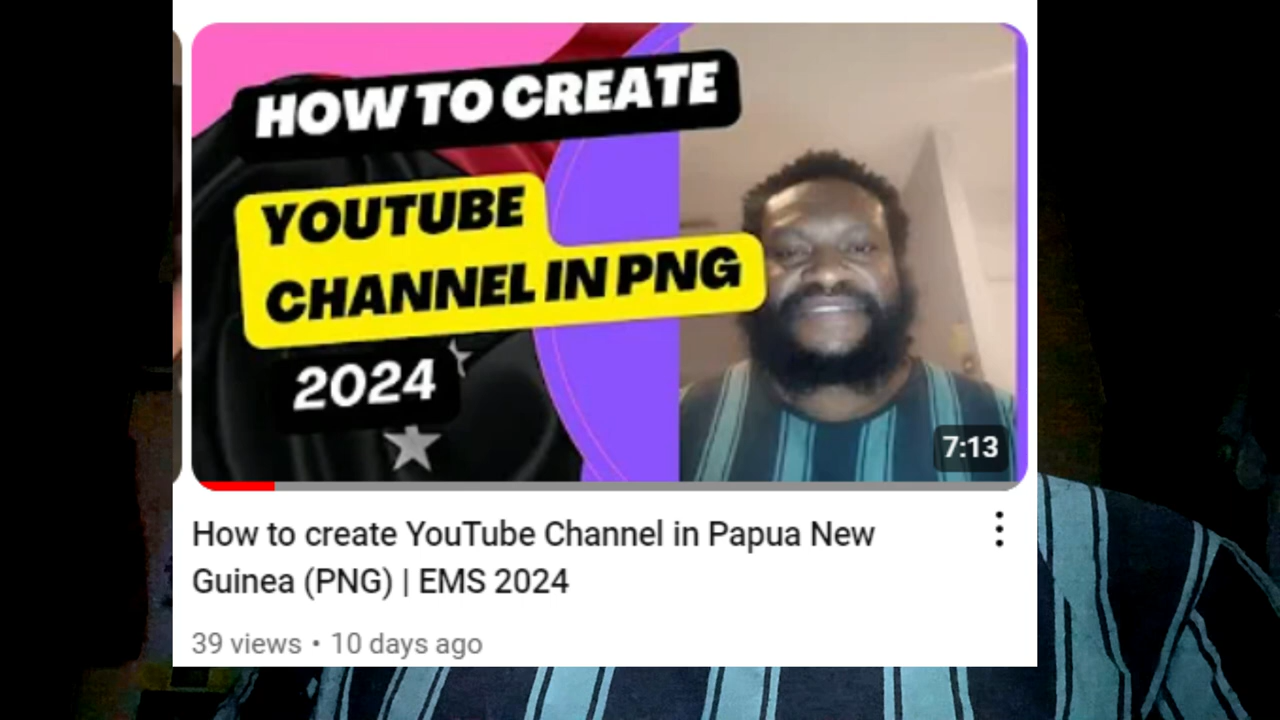 HOW TO CREATE
YOUTUBE
CHANNEL IN PNG
2024
7:13
How to create YouTube Channel in Papua New
Guinea (PNG) | EMS 2024
39 views • 10 days ago